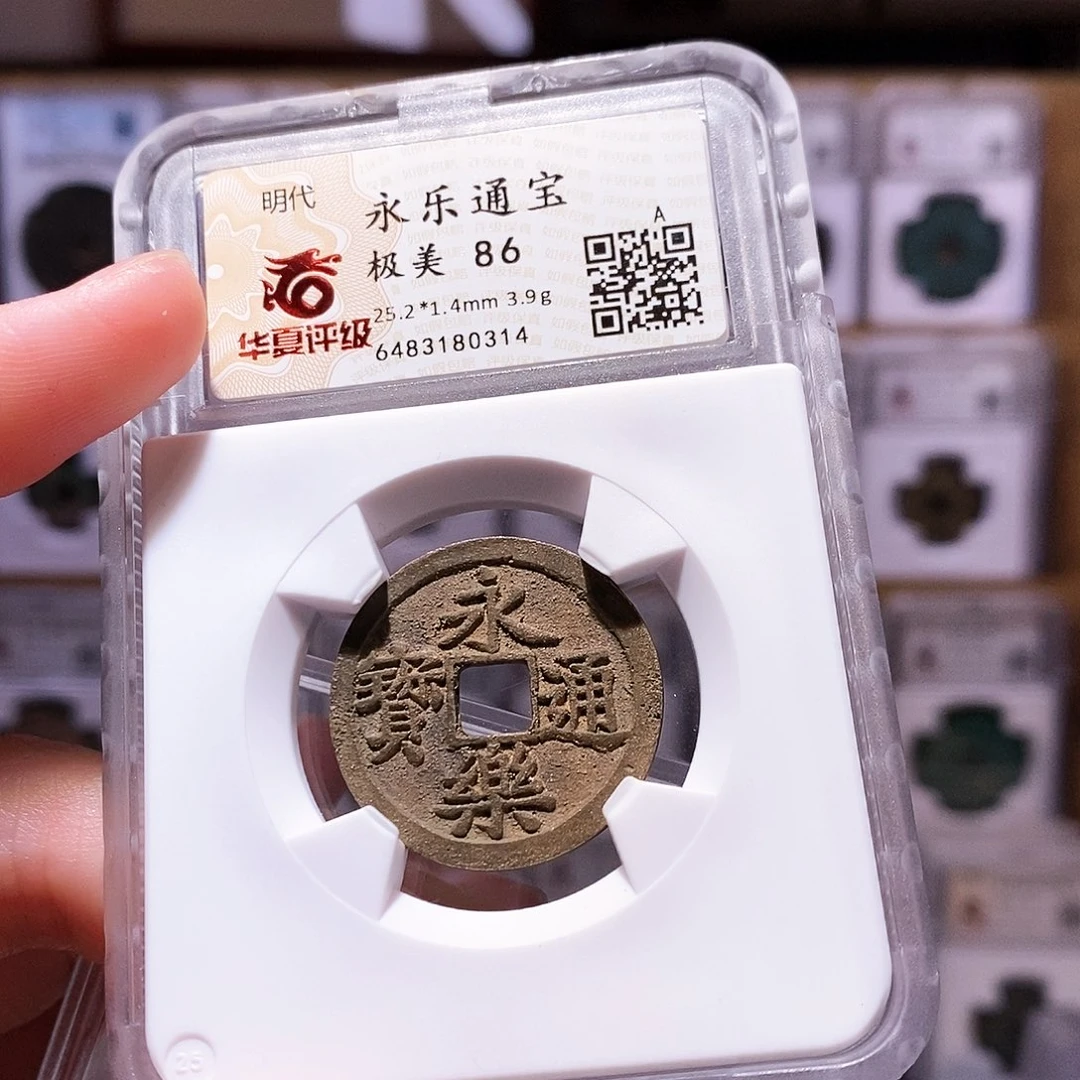 明代
永乐通宝
极美 86
A
25.2*1.4mm 3.9g
华夏评级
6483180314
永
寶 通
樂
25